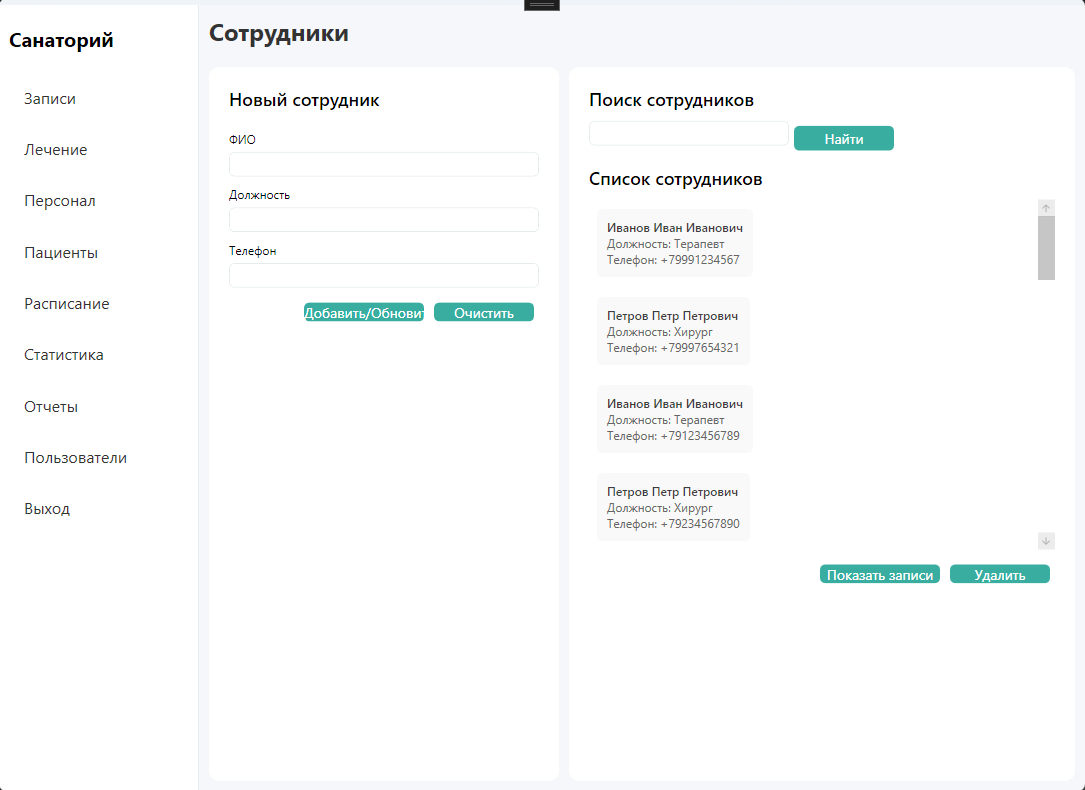 Санаторий
Записи
Лечение
Персонал
Пациенты
Расписание
Статистика
Отчеты
Пользователи
Выход
Сотрудники
Новый сотрудник
ФИО
Должность
Телефон
Добавить/Обновит
Очистить
Поиск сотрудников
Найти
Список сотрудников
Иванов Иван Иванович
Должность: Терапевт
Телефон: +79991234567
Петров Петр Петрович
Должность: Хирург
Телефон: +79997654321
Иванов Иван Иванович
Должность: Терапевт
Телефон: +79123456789
Петров Петр Петрович
Должность: Хирург
Телефон: +79234567890
Показать записи
Удалить